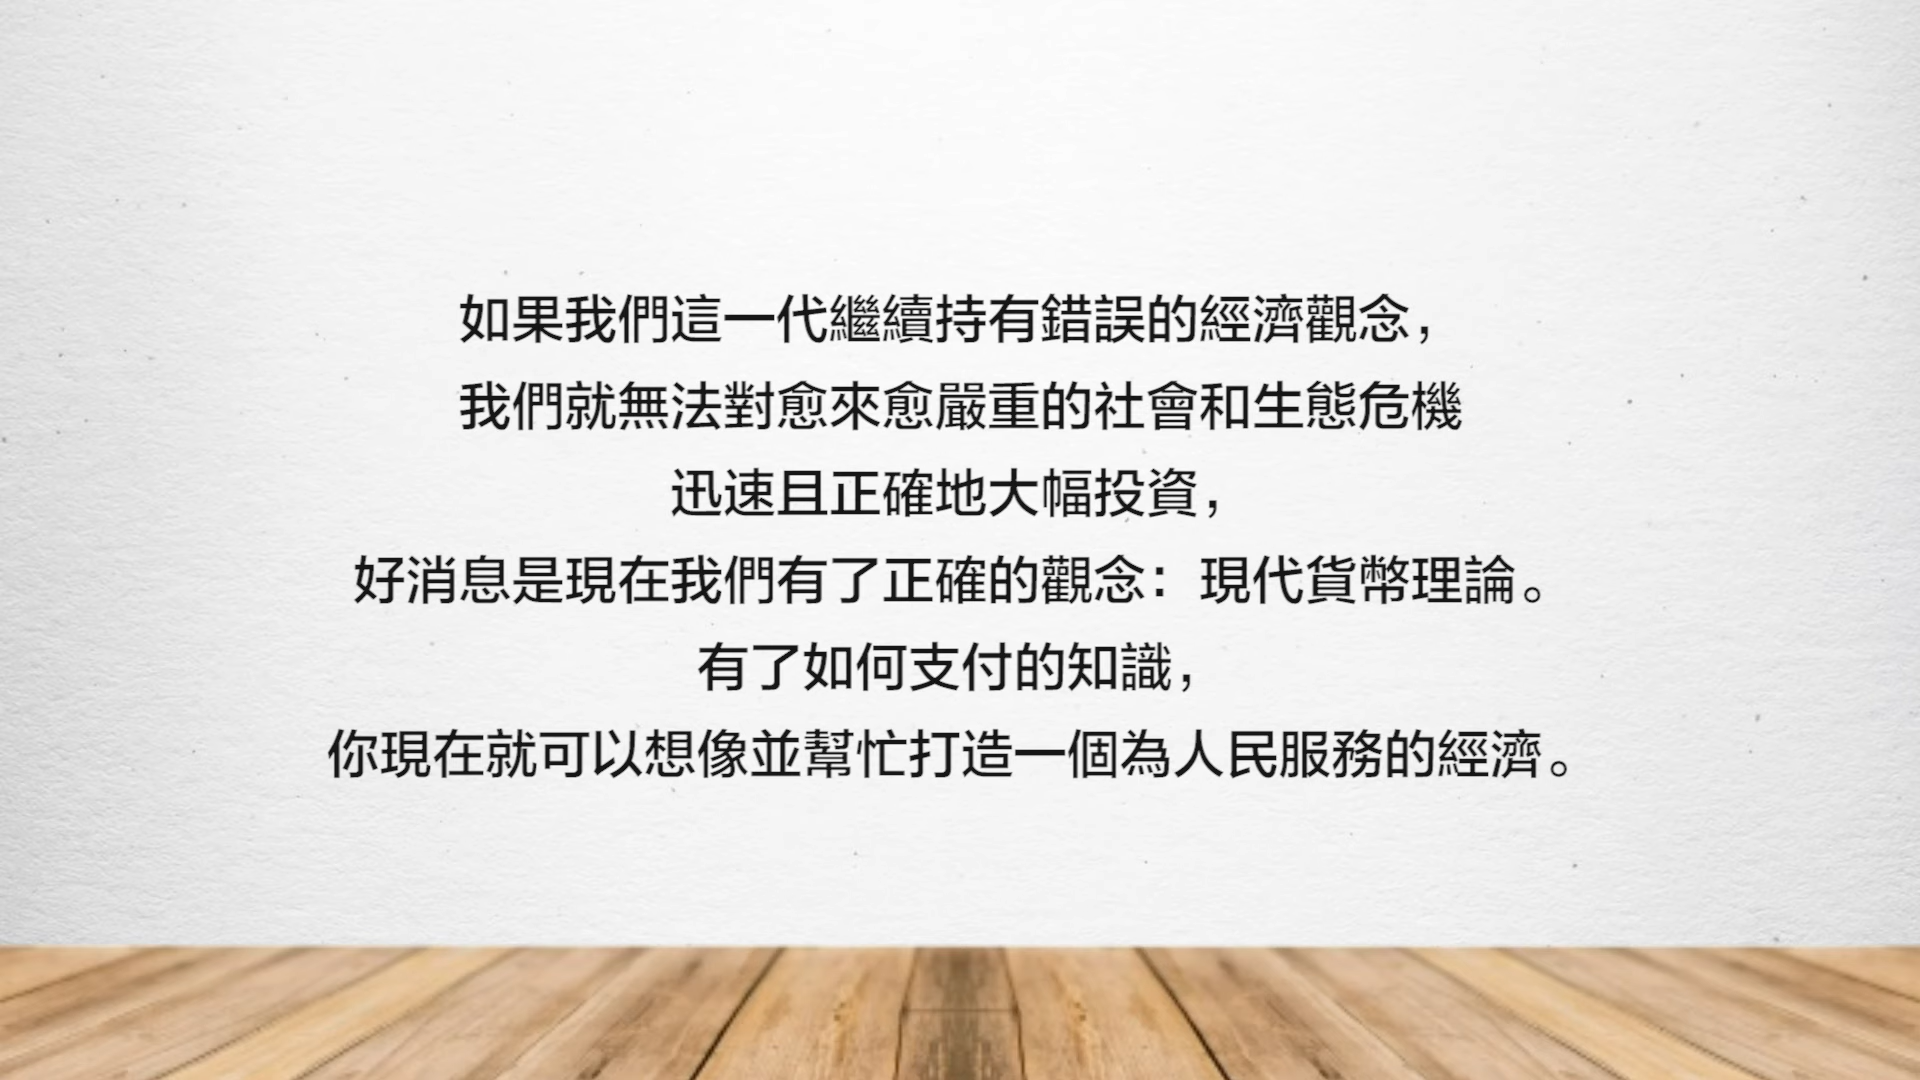 如果我們這一代繼續持有錯誤的經濟觀念，
我們就無法對愈來愈嚴重的社會和生態危機
迅速且正確地大幅投資，
好消息是現在我們有了正確的觀念：現代貨幣理論。
有了如何支付的知識，
你現在就可以想像並幫忙打造一個為人民服務的經濟。